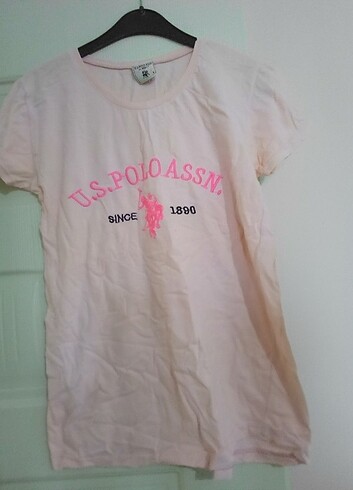 U.S. POLO ASSN.
SINCE 1890